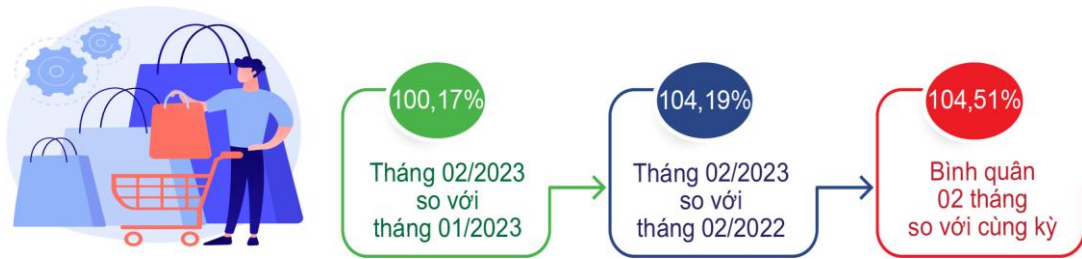 100,17%
Tháng 02/2023
so với
tháng 01/2023
104,19%
Tháng 02/2023
so với
tháng 02/2022
104,51%
Bình quân
02 tháng
so với cùng kỳ